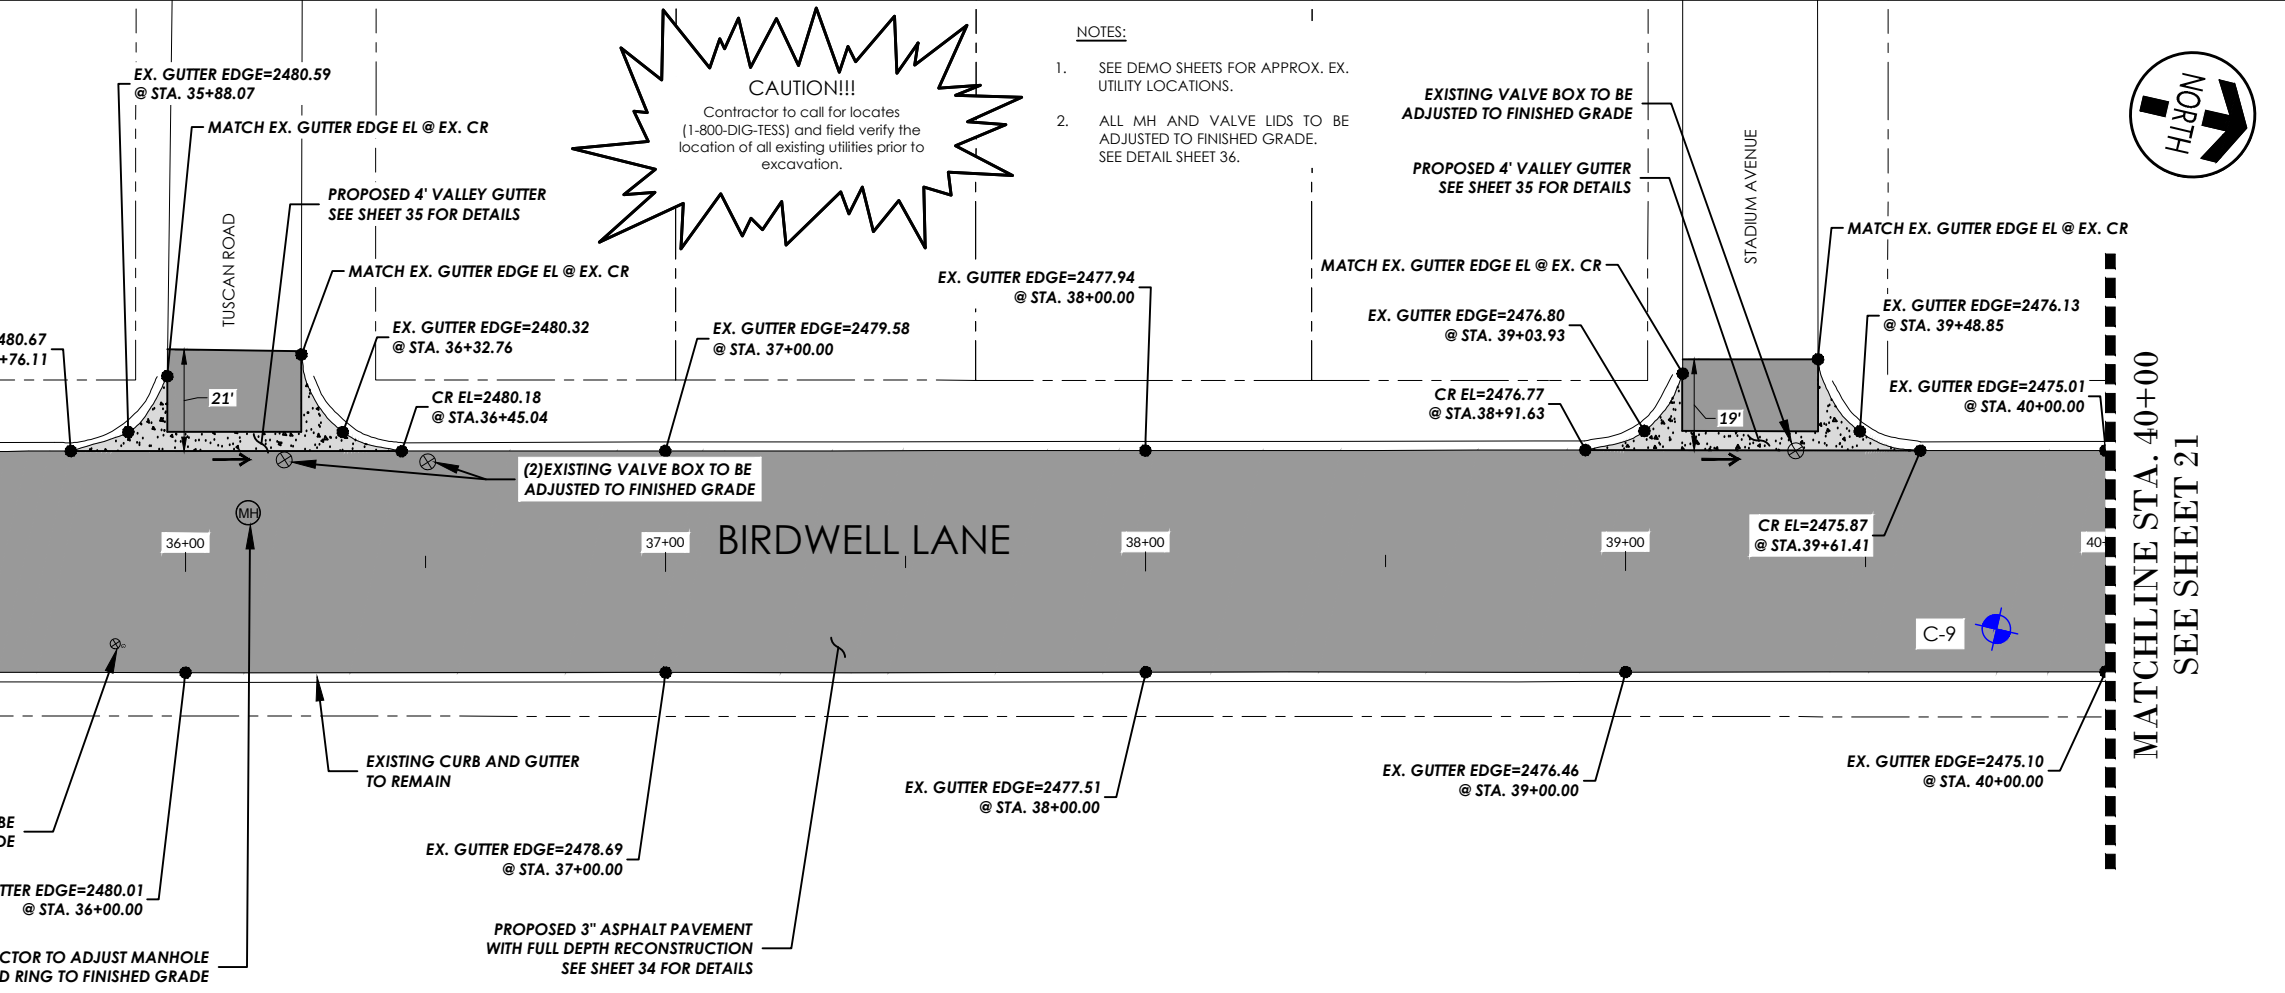 EX. GUTTER EDGE=2480.59
@ STA. 35+88.07
MATCH EX. GUTTER EDGE EL @ EX. CR
PROPOSED 4' VALLEY GUTTER
SEE SHEET 35 FOR DETAILS
TUSCAN ROAD
MATCH EX. GUTTER EDGE EL @ EX. CR
480.67
+76.11
EX. GUTTER EDGE=2480.32
@ STA. 36+32.76
21'
CR EL=2480.18
@ STA.36+45.04
CAUTION!!!
Contractor to call for locates
(1-800-DIG-TESS) and field verify the
location of all existing utilities prior to
excavation.
NOTES:
1. SEE DEMO SHEETS FOR APPROX. EX.
UTILITY LOCATIONS.
2. ALL MH AND VALVE LIDS TO BE
ADJUSTED TO FINISHED GRADE.
SEE DETAIL SHEET 36.
EX. GUTTER EDGE=2479.58
@ STA. 37+00.00
EX. GUTTER EDGE=2477.94
@ STA. 38+00.00
EXISTING VALVE BOX TO BE
ADJUSTED TO FINISHED GRADE
PROPOSED 4' VALLEY GUTTER
SEE SHEET 35 FOR DETAILS
STADIUM AVENUE
MATCH EX. GUTTER EDGE EL @ EX. CR
MATCH EX. GUTTER EDGE EL @ EX. CR
EX. GUTTER EDGE=2476.80
@ STA. 39+03.93
EX. GUTTER EDGE=2476.13
@ STA. 39+48.85
CR EL=2476.77
@ STA.38+91.63
19'
EX. GUTTER EDGE=2475.01
@ STA. 40+00.00
NORTH
(2)EXISTING VALVE BOX TO BE
ADJUSTED TO FINISHED GRADE
MH
36+00
37+00
BIRDWELL LANE
38+00
39+00
CR EL=2475.87
@ STA.39+61.41
40-
C-9
MATCHLINE STA. 40+00
SEE SHEET 21
EXISTING CURB AND GUTTER
TO REMAIN
BE
DE
TTER EDGE=2480.01
@ STA. 36+00.00
EX. GUTTER EDGE=2478.69
@ STA. 37+00.00
EX. GUTTER EDGE=2477.51
@ STA. 38+00.00
EX. GUTTER EDGE=2476.46
@ STA. 39+00.00
EX. GUTTER EDGE=2475.10
@ STA. 40+00.00
CTOR TO ADJUST MANHOLE
D RING TO FINISHED GRADE
PROPOSED 3" ASPHALT PAVEMENT
WITH FULL DEPTH RECONSTRUCTION
SEE SHEET 34 FOR DETAILS